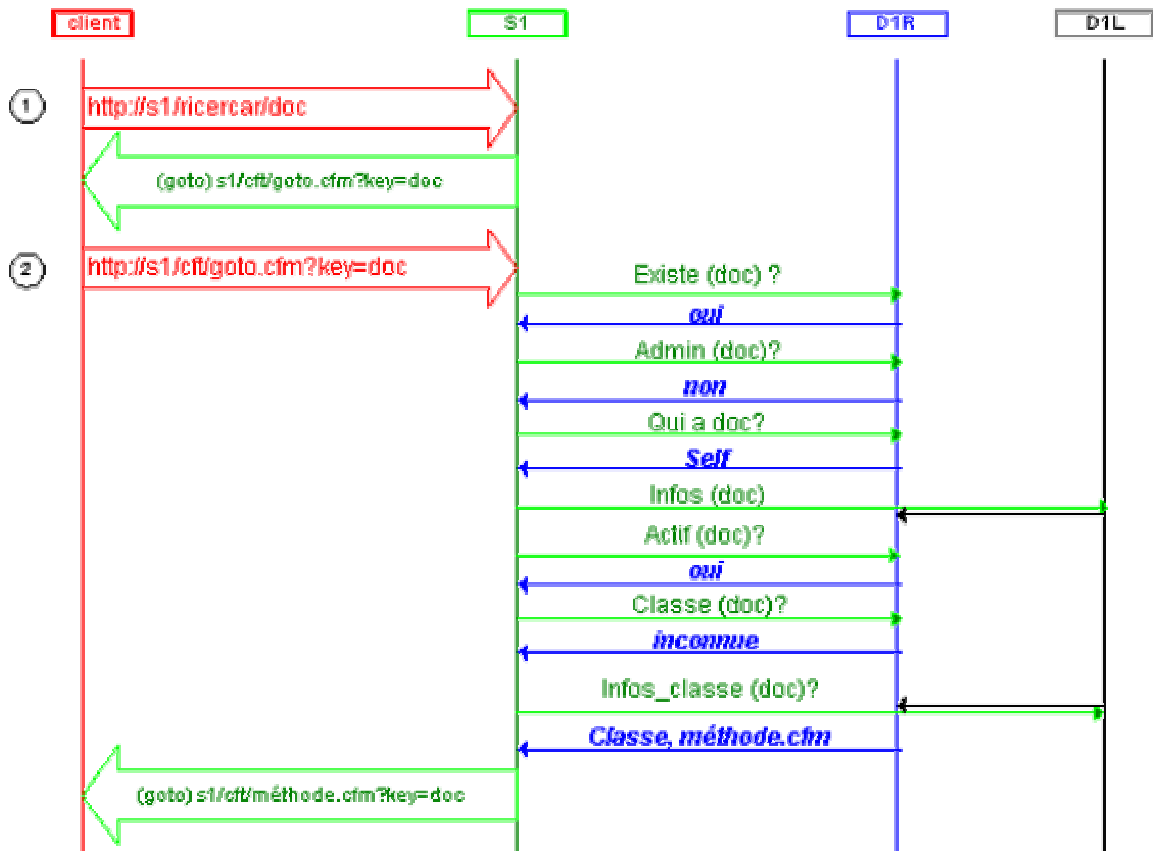 client
S1
D1R
D1L
1
http://s1/ricercar/doc
(goto) s1/cft/goto.cfm?key=doc
2
http://s1/cft/goto.cfm?key=doc
Existe (doc) ?
oui
Admin (doc)?
non
Qui a doc?
Self
Infos (doc)
Actif (doc)?
oui
Classe (doc)?
inconnue
Infos_classe (doc)?
Classe, méthode.cfm
(goto) s1/cft/méthode.cfm?key=doc